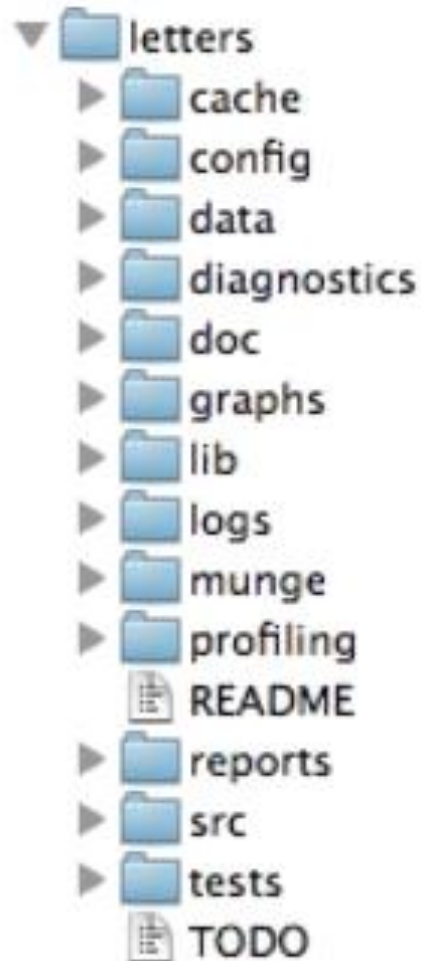 letters
cache
config
data
diagnostics
doc
graphs
lib
logs
munge
profiling
README
reports
src
tests
TODO